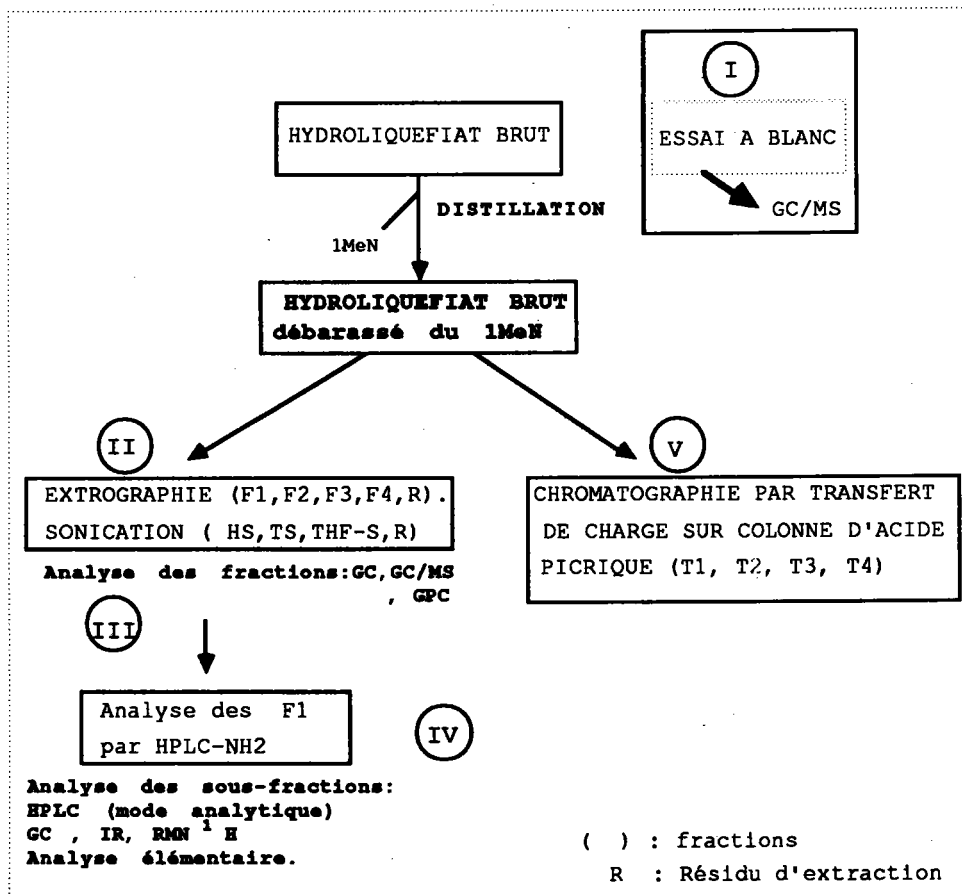 I
HYDROLIQUEFIAT BRUT
ESSAI A BLANC
GC/MS
DISTILLATION
1MeN
HYDROLIQUEFIAT BRUT
débarassé du 1MeN
II
V
EXTROGRAPHIE (F1,F2,F3,F4,R).
SONICATION ( HS,TS,THF-S,R)
CHROMATOGRAPHIE PAR TRANSFERT
DE CHARGE SUR COLONNE D'ACIDE
PICRIQUE (T1, T2, T3, T4)
Analyse des fractions:GC,GC/MS
, GPC
III
Analyse des F1
par HPLC-NH2
IV
Analyse des sous-fractions:
HPLC (mode analytique)
GC , IR, RMN ¹ H
Analyse élémentaire.
( ) : fractions
R : Résidu d'extraction